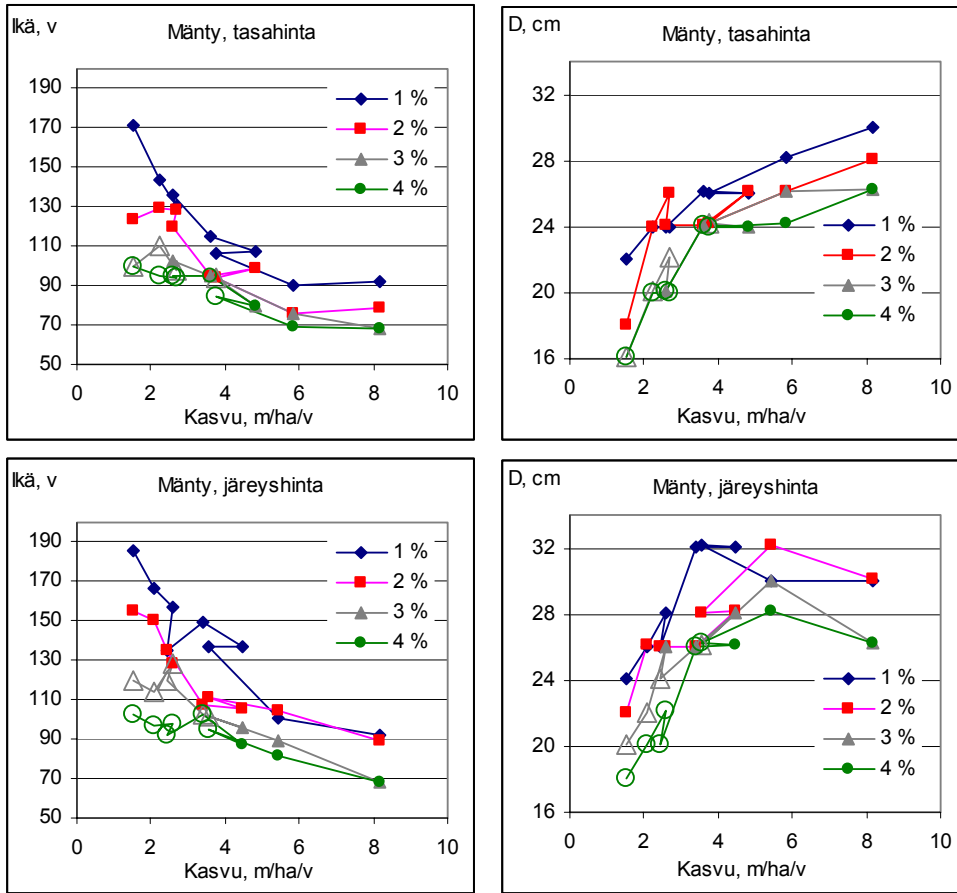 Ikä, v
Mänty, tasahinta
190
170
150
130
110
90
70
50
0 2 4 6 8 10
Kasvu, m/ha/v
1 %
2 %
3 %
4 %
D, cm
Mänty, tasahinta
32
28
24
20
16
0 2 4 6 8 10
Kasvu, m/ha/v
1 %
2 %
3 %
4 %
Ikä, v
Mänty, järeyshinta
190
170
150
130
110
90
70
50
0 2 4 6 8 10
Kasvu, m/ha/v
1 %
2 %
3 %
4 %
D, cm
Mänty, järeyshinta
32
28
24
20
16
0 2 4 6 8 10
Kasvu, m/ha/v
1 %
2 %
3 %
4 %